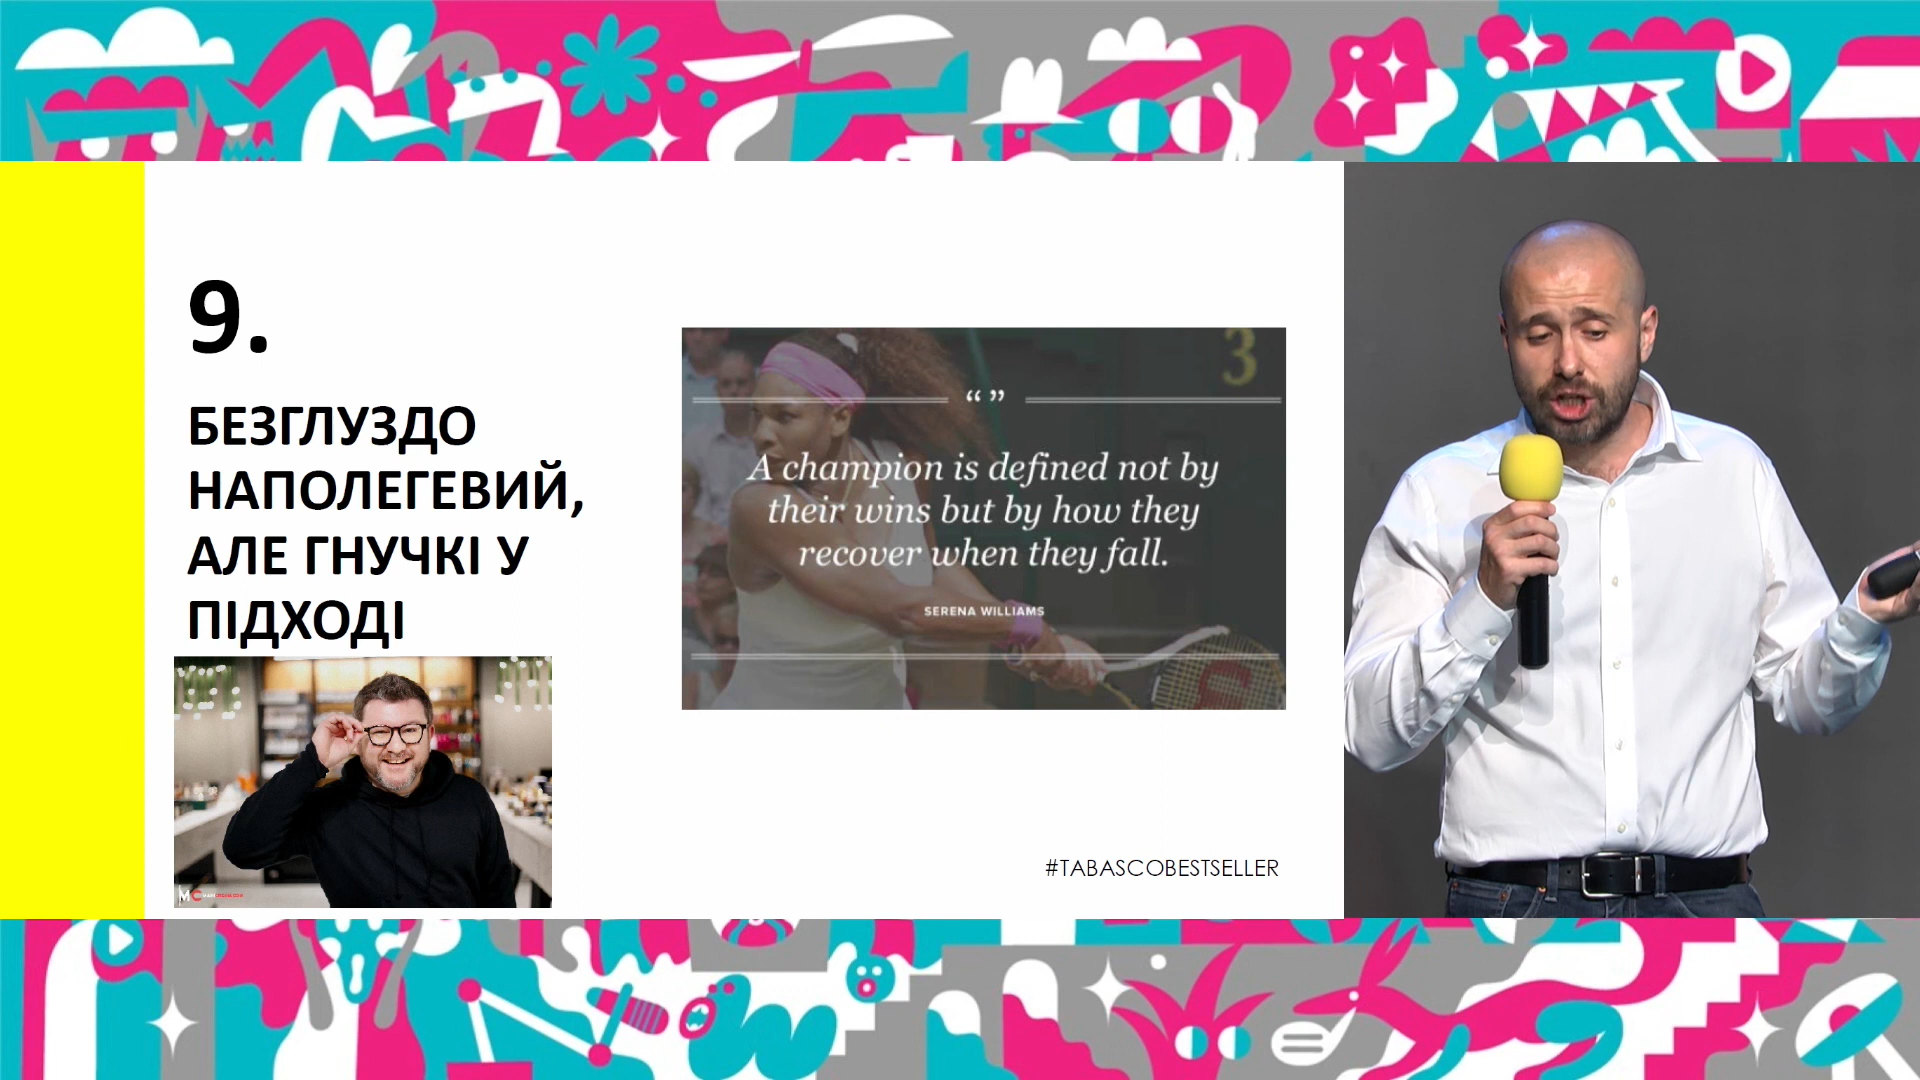 9.
БЕЗГЛУЗДО
НАПОЛЕГЕВИЙ,
АЛЕ ГНУЧКІ У
ПІДХОДІ
3
“ ”
A champion is defined not by
their wins but by how they
recover when they fall.
SERENA WILLIAMS
#TABASCOBESTSELLER